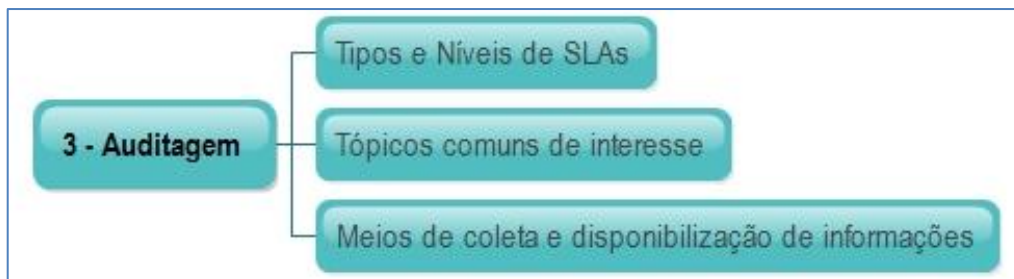 3 - Auditagem
Tipos e Níveis de SLAs
Tópicos comuns de interesse
Meios de coleta e disponibilização de informações